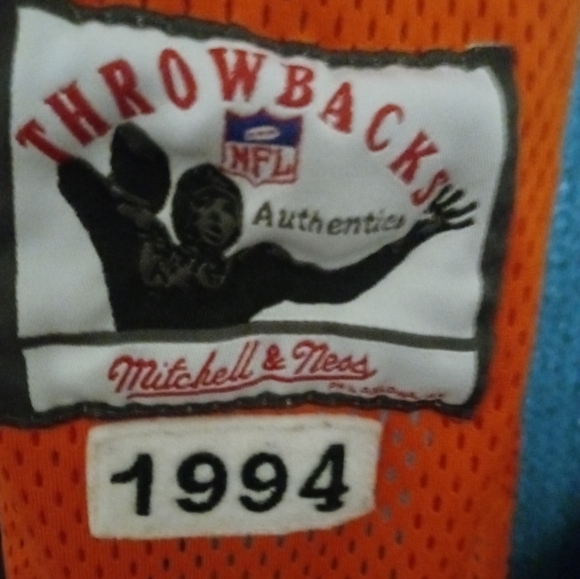 THROWBACKS
NFL
Authentics
Mitchell & Ness
1994